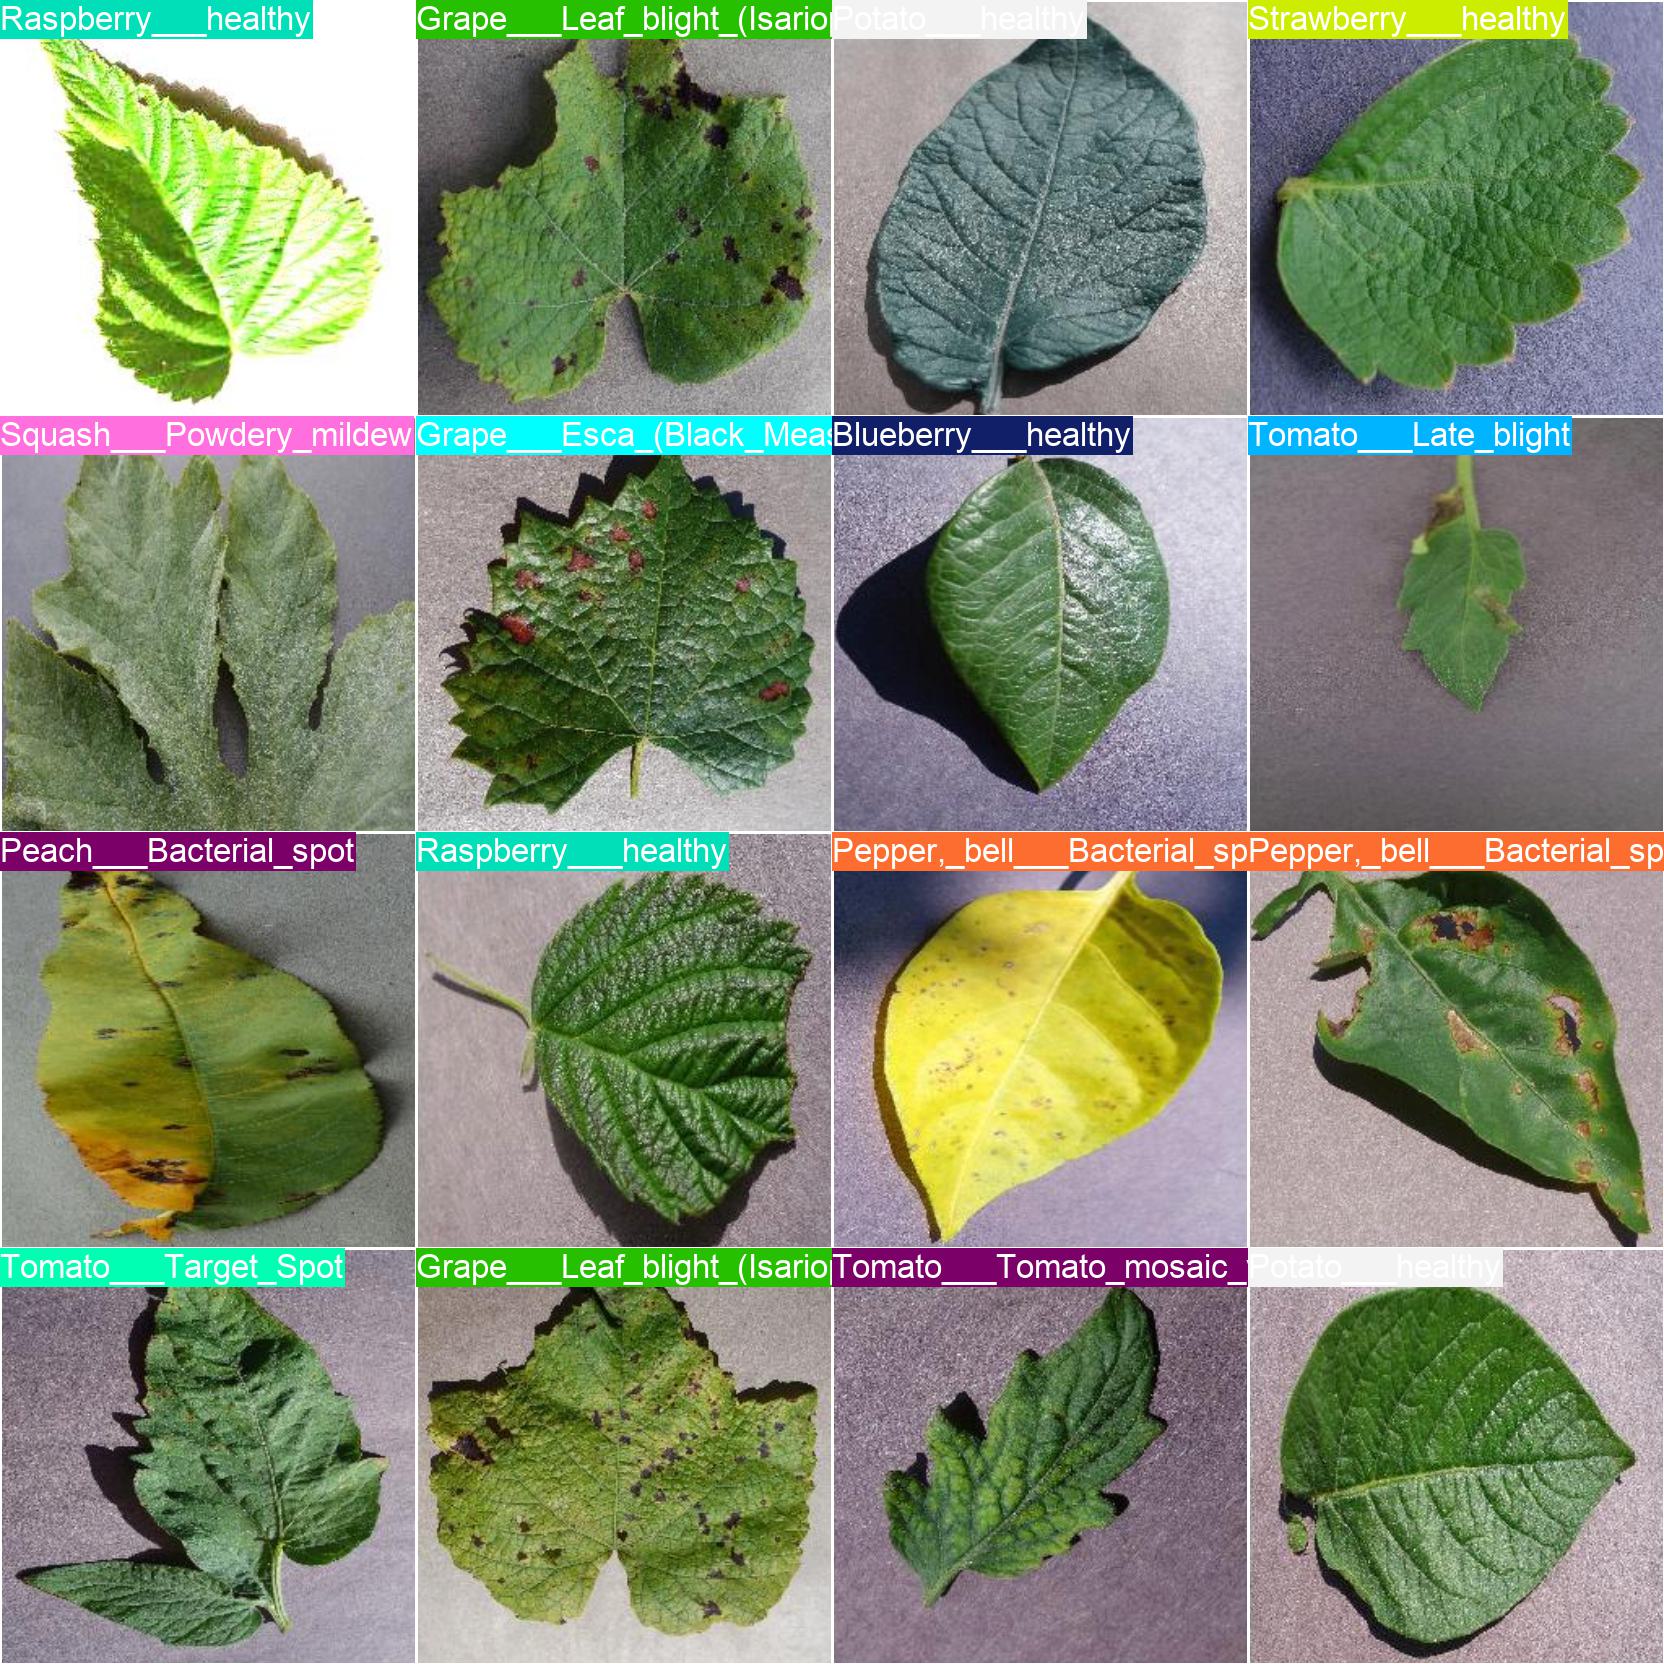 Raspberry___healthy
Grape___Leaf_blight_(Isario
Potato___healthy
Strawberry___healthy
Squash___Powdery_mildew
Grape___Esca_(Black_Meas
Blueberry___healthy
Tomato___Late_blight
Peach___Bacterial_spot
Raspberry___healthy
Pepper,_bell___Bacterial_sp
Pepper,_bell___Bacterial_sp
Tomato___Target_Spot
Grape___Leaf_blight_(Isario
Tomato___Tomato_mosaic_
Potato___healthy